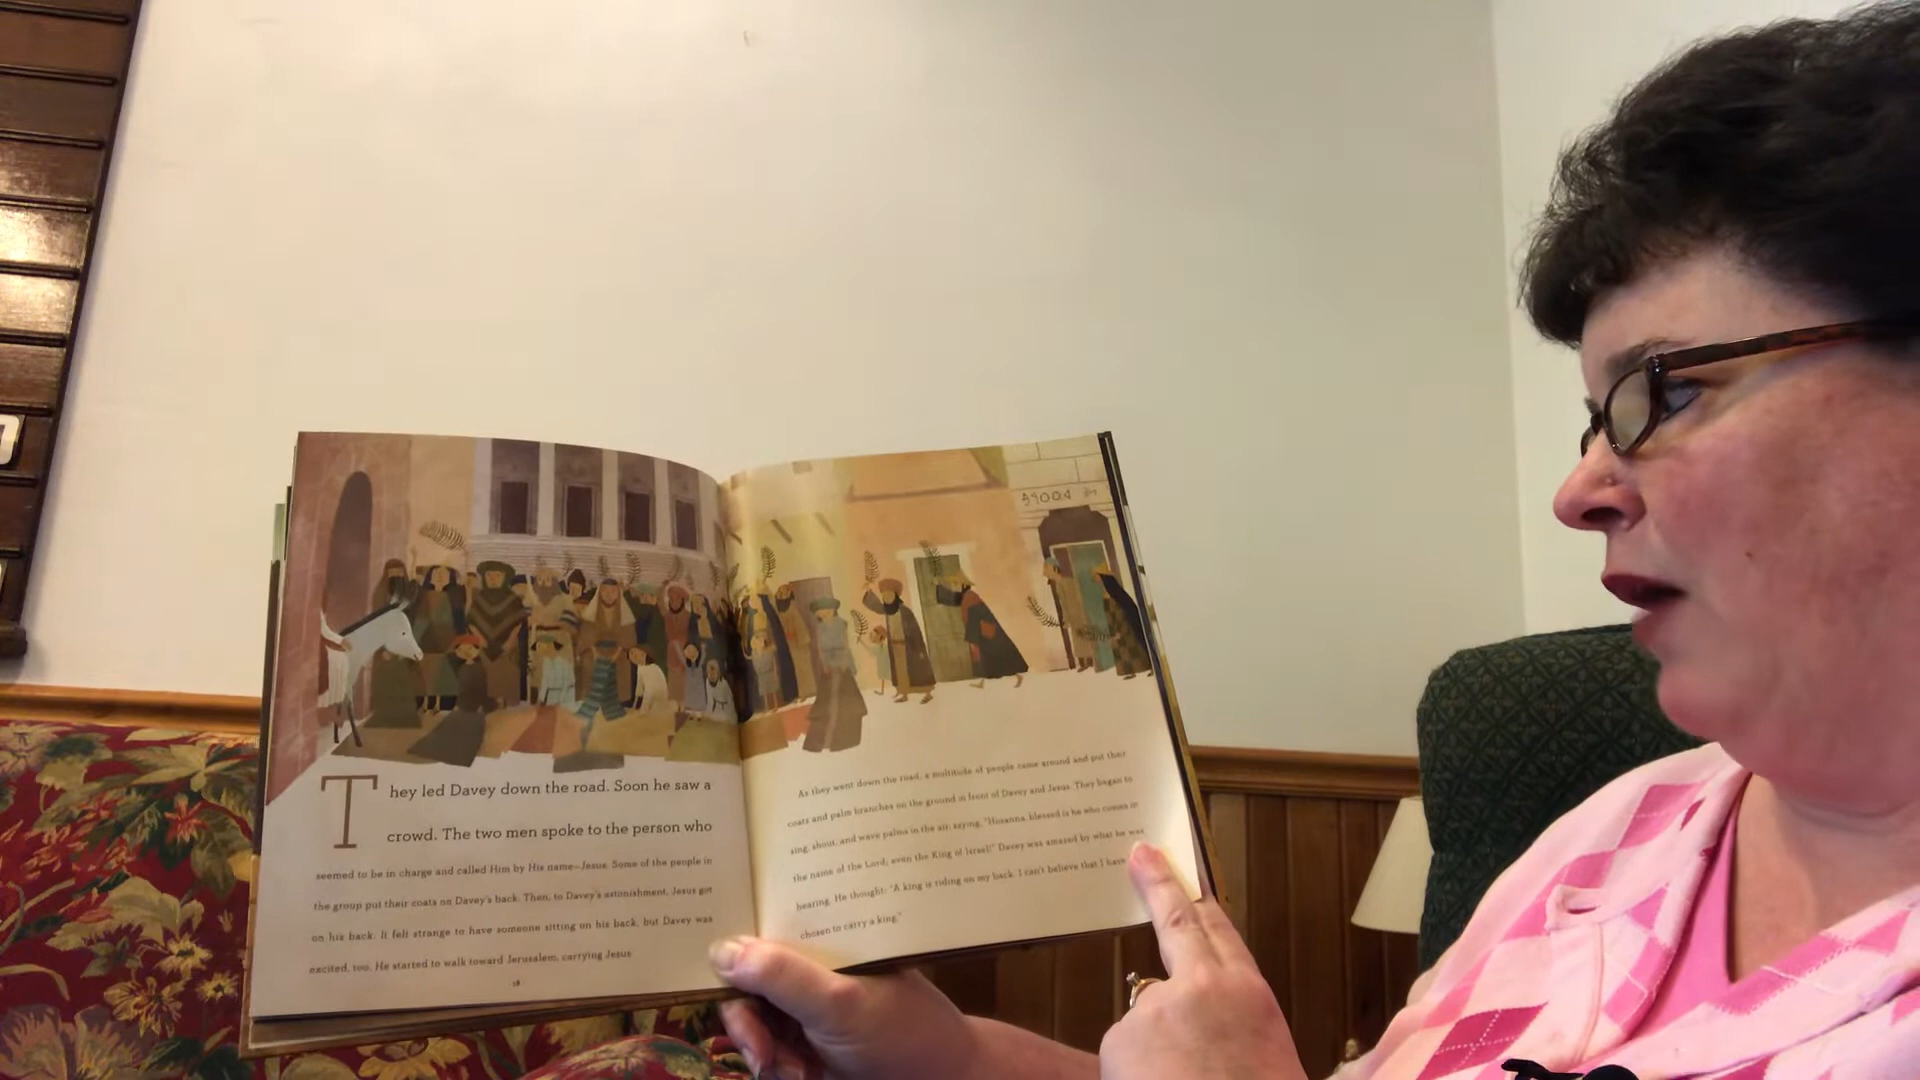 They led Davey down the road. Soon he saw a
crowd. The two men spoke to the person who
seemed to be in charge and called Him by His name—Jesus. Some of the people in
the group put their coats on Davey's back. Then, to Davey's astonishment, Jesus got
on his back. It felt strange to have someone sitting on his back, but Davey was
excited, too. He started to walk toward Jerusalem, carrying Jesus.
18
As they went down the road, a multitude of people came around and put their
coats and palm branches on the ground in front of Davey and Jesus. They began to
sing, shout, and wave palms in the air, saying, "Hosanna, blessed is he who comes in
the name of the Lord; even the King of Israel!" Davey was amazed by what he was
hearing. He thought: "A king is riding on my back. I can't believe that I have
chosen to carry a king."